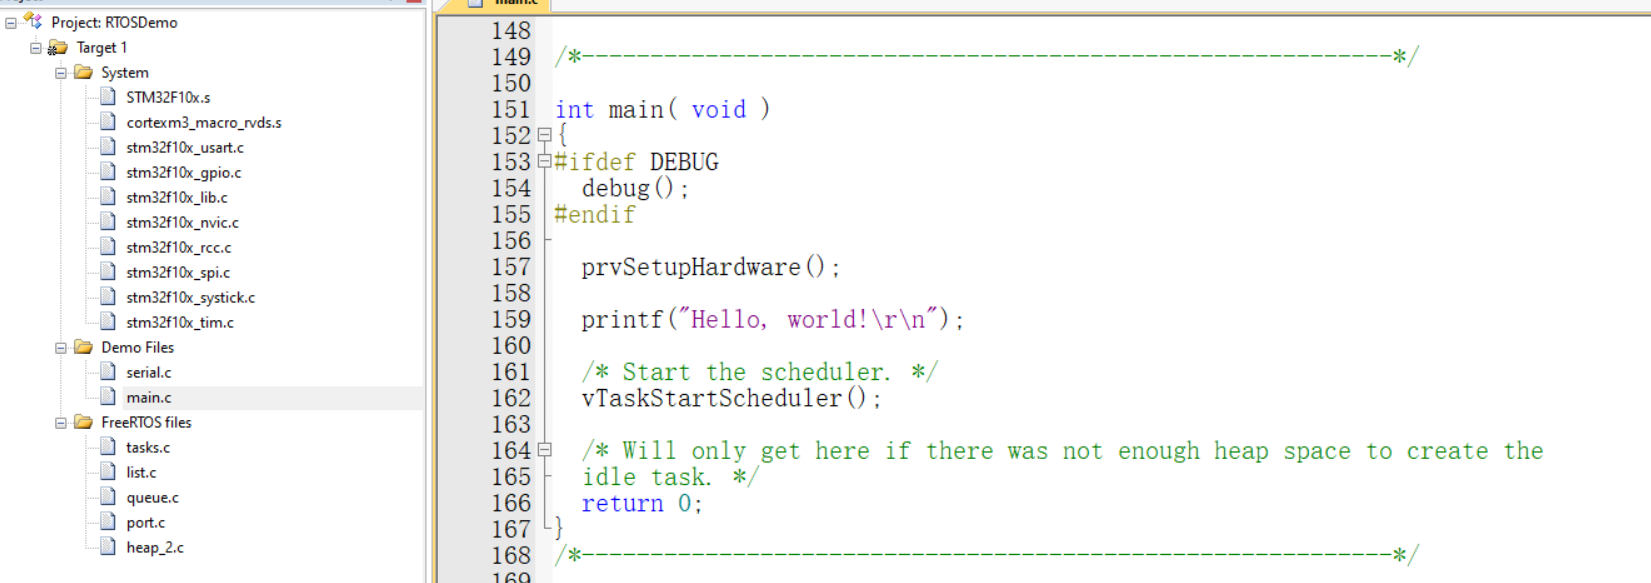 Project: RTOSDemo
Target 1
System
STM32F10x.s
cortexm3_macro_rvds.s
stm32f10x_usart.c
stm32f10x_gpio.c
stm32f10x_lib.c
stm32f10x_nvic.c
stm32f10x_rcc.c
stm32f10x_spi.c
stm32f10x_systick.c
stm32f10x_tim.c
Demo Files
serial.c
main.c
FreeRTOS files
tasks.c
list.c
queue.c
port.c
heap_2.c
main.c
148
149 /*-----------------------------------------------------------*/
150
151 int main( void )
152 {
153 #ifdef DEBUG
154 debug();
155 #endif
156
157 prvSetupHardware();
158
159 printf("Hello, world!\r\n");
160
161 /* Start the scheduler. */
162 vTaskStartScheduler();
163
164 /* Will only get here if there was not enough heap space to create the
165 idle task. */
166 return 0;
167 }
168 /*-----------------------------------------------------------*/
169